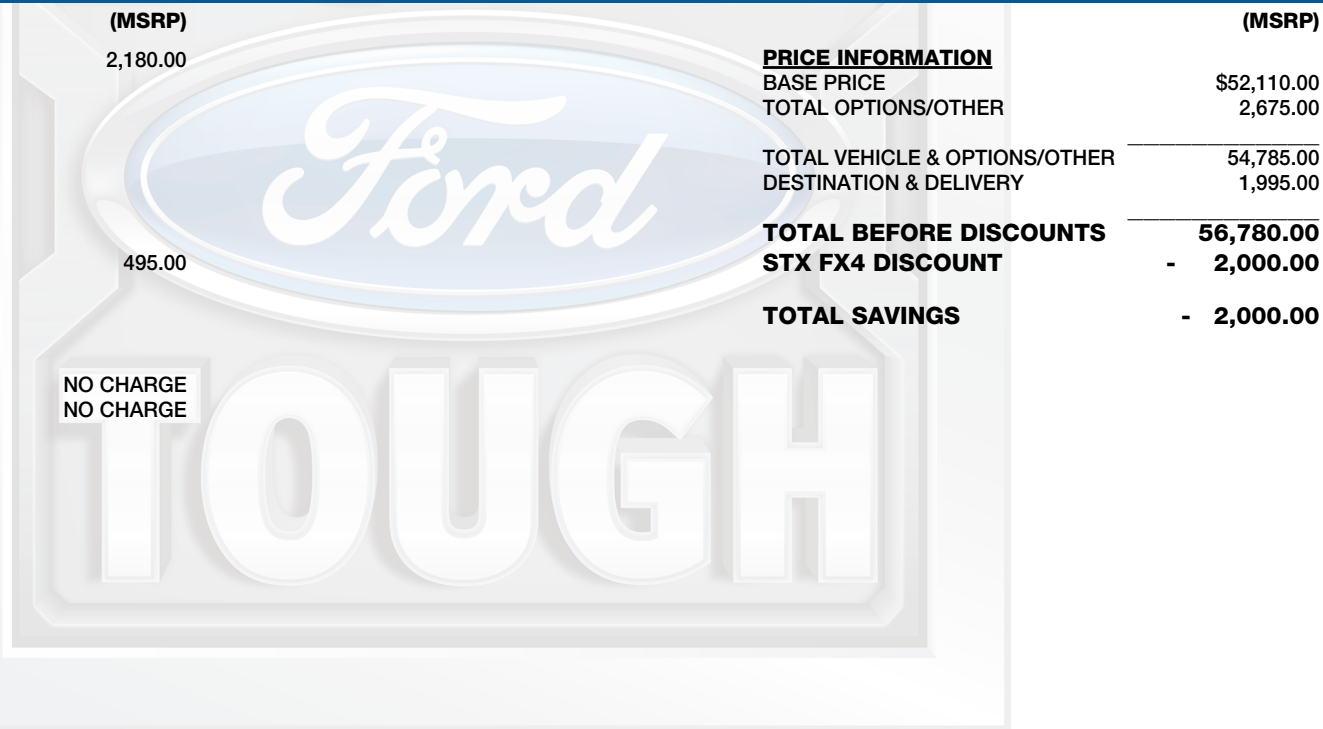 (MSRP)
2,180.00
495.00
NO CHARGE
NO CHARGE
Ford
TOUGH
(MSRP)
PRICE INFORMATION
BASE PRICE $52,110.00
TOTAL OPTIONS/OTHER 2,675.00
TOTAL VEHICLE & OPTIONS/OTHER 54,785.00
DESTINATION & DELIVERY 1,995.00
TOTAL BEFORE DISCOUNTS 56,780.00
STX FX4 DISCOUNT - 2,000.00
TOTAL SAVINGS - 2,000.00